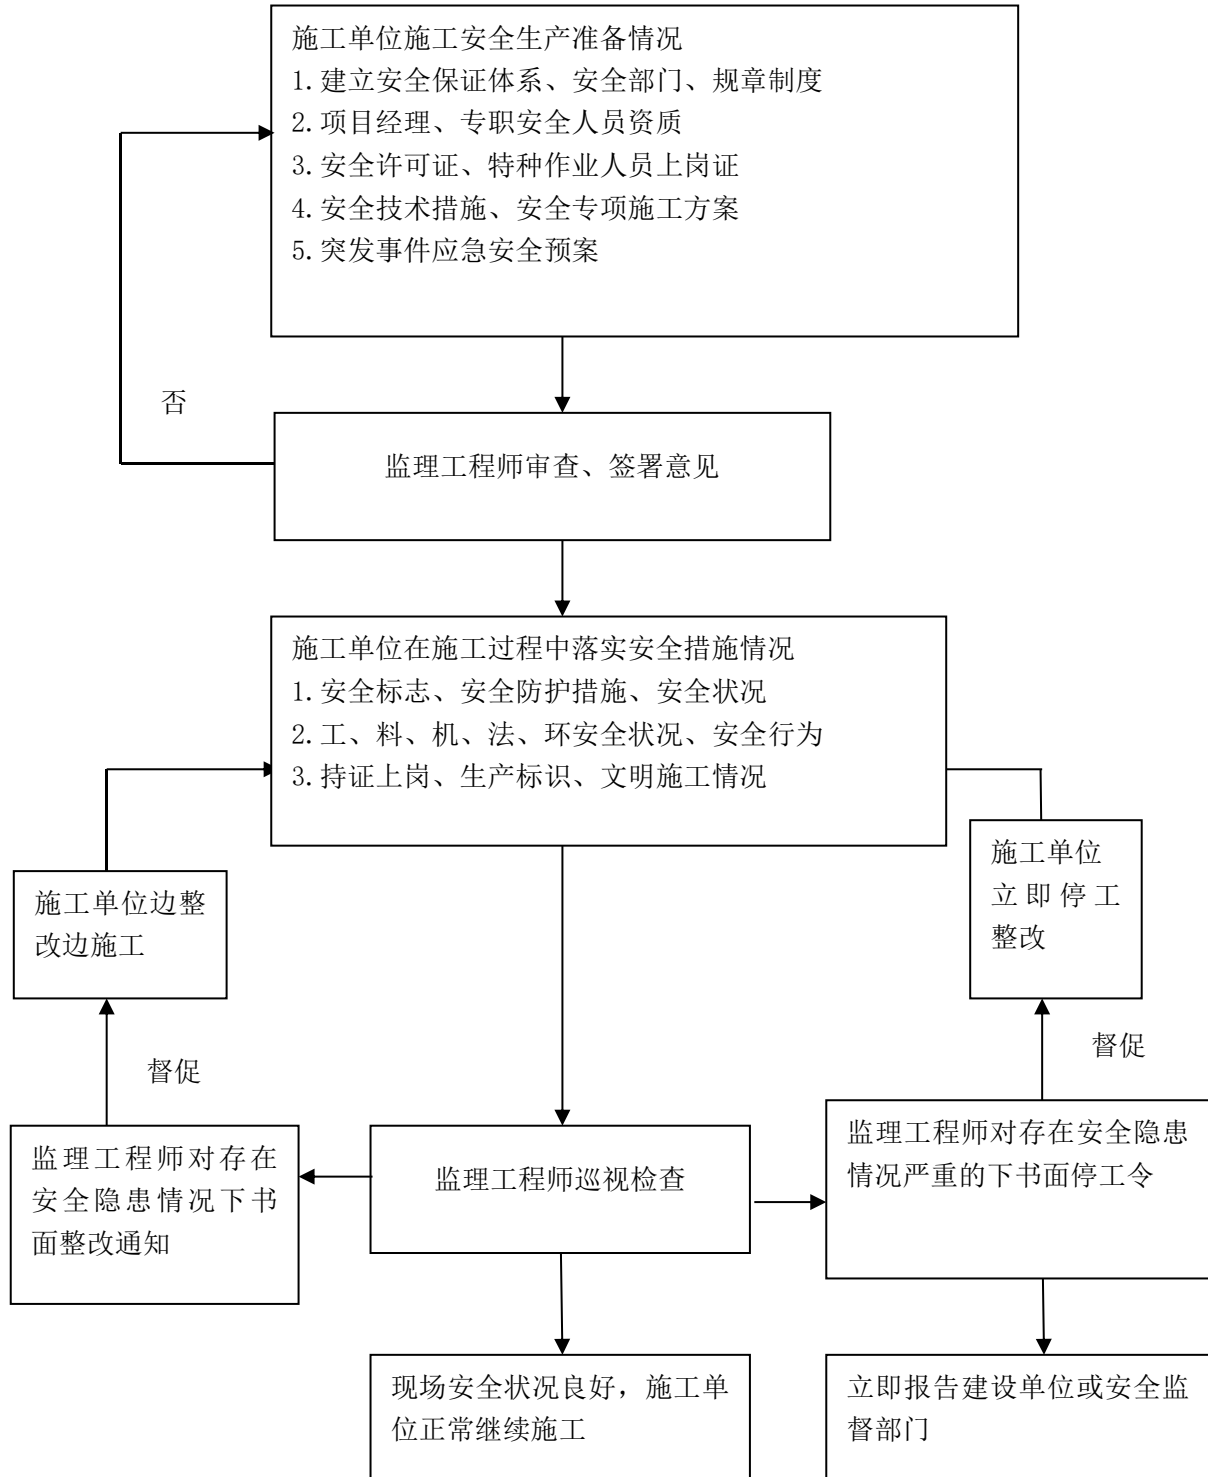 施工单位施工安全生产准备情况
1.建立安全保证体系、安全部门、规章制度
2.项目经理、专职安全人员资质
3.安全许可证、特种作业人员上岗证
4.安全技术措施、安全专项施工方案
5.突发事件应急安全预案
否
监理工程师审查、签署意见
施工单位在施工过程中落实安全措施情况
1.安全标志、安全防护措施、安全状况
2.工、料、机、法、环安全状况、安全行为
3.持证上岗、生产标识、文明施工情况
施工单位边整
改边施工
施工单位
立即停工
整改
督促
督促
监理工程师对存在
安全隐患情况下书
面整改通知
监理工程师巡视检查
监理工程师对存在安全隐患
情况严重的下书面停工令
现场安全状况良好，施工单
位正常继续施工
立即报告建设单位或安全监
督部门